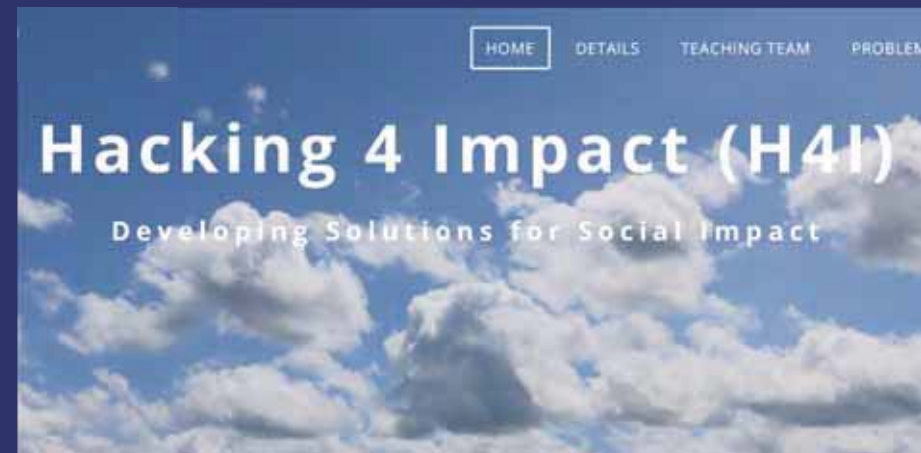 HOME DETAILS TEACHING TEAM
Hacking 4 Impact (H4I)
Developing Solutions for Social Impact